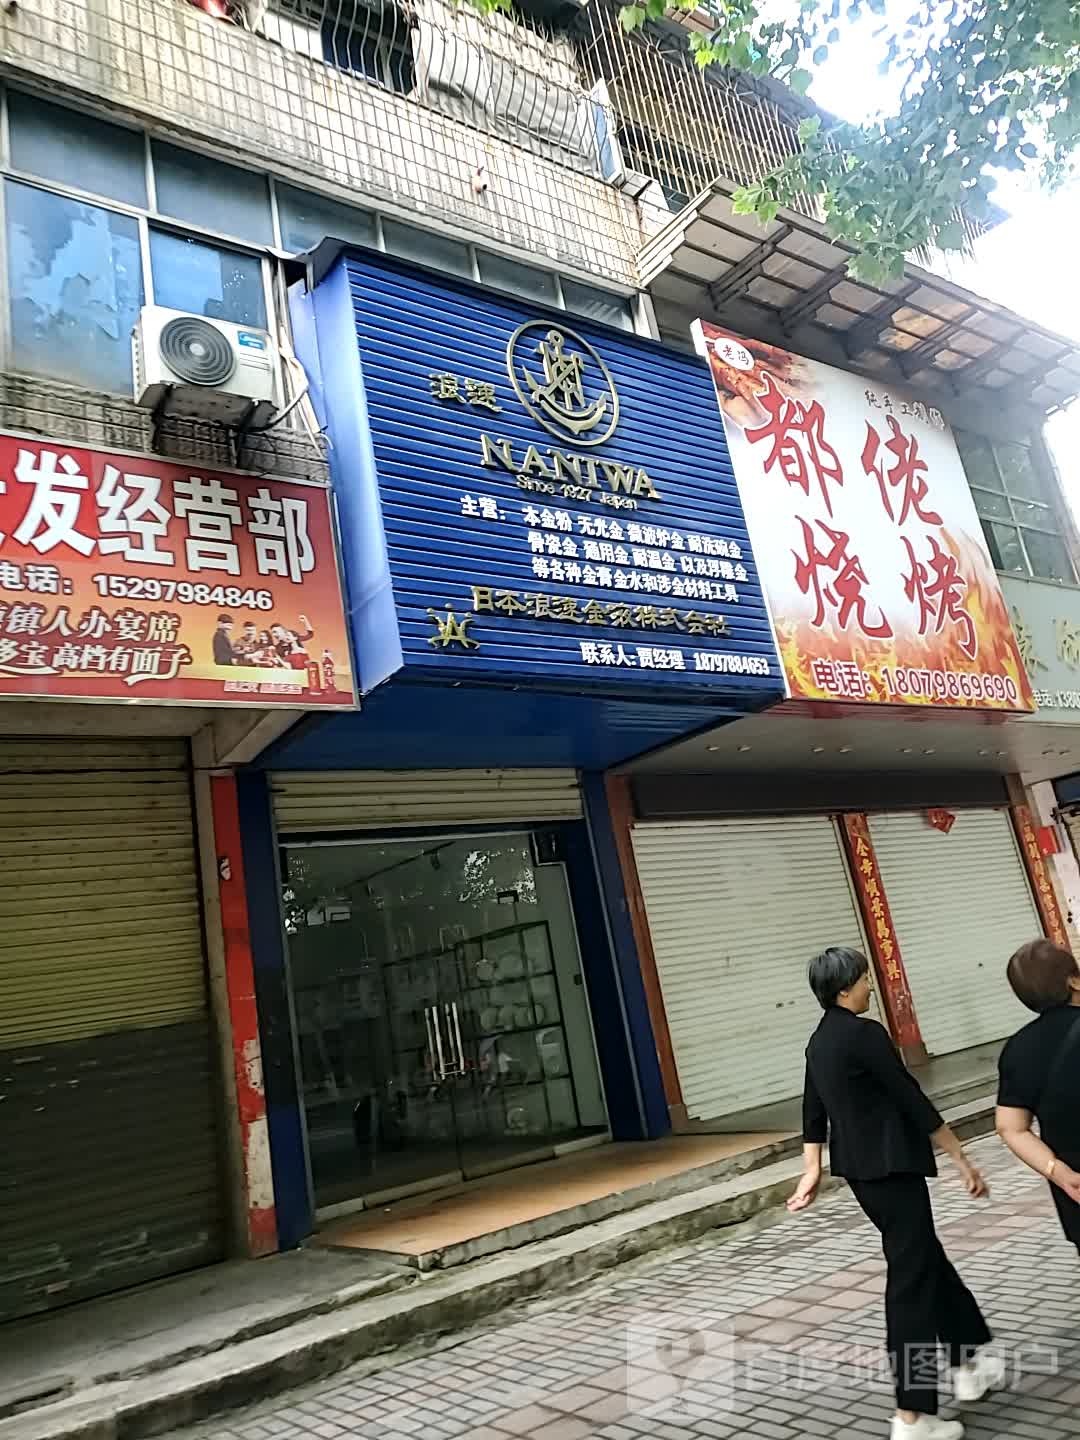 发经营部
电话：15297984846
镇人办宴席
多宝高档有面子
浪速
NANIWA
Since 1927 Japan
主营：本金粉 无光金 微波炉金 耐洗碗金
骨瓷金 通用金 耐温金 以及浮雕金
等各种金膏金水和涉金材料工具
日本浪速金液株式会社
联系人：贾经理 18797884653
老冯
纯手工制作
都佬
烧烤
电话：18079869690
电话：1380
百度地图用户